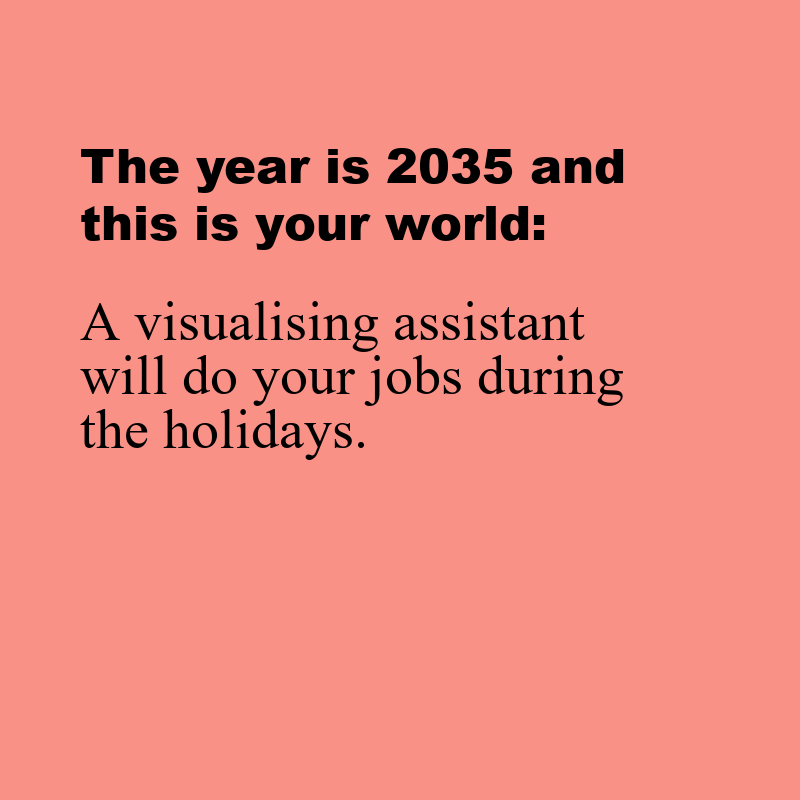 The year is 2035 and
this is your world:
A visualising assistant
will do your jobs during
the holidays.